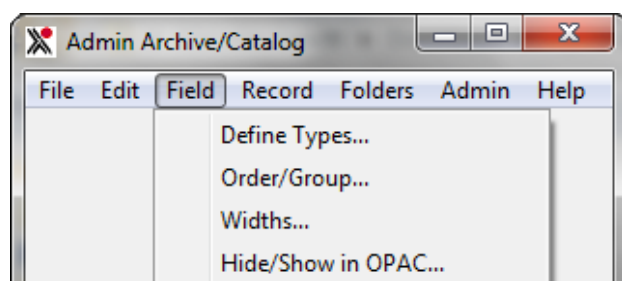 Admin Archive/Catalog
File Edit Field Record Folders Admin Help
Define Types...
Order/Group...
Widths...
Hide/Show in OPAC...